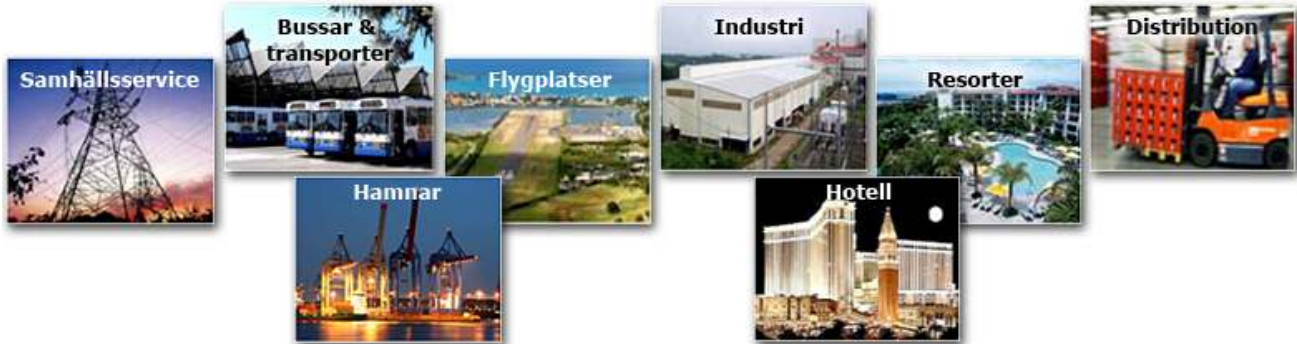 Samhällsservice
Bussar &
transporter
Flygplatser
Hamnar
Industri
Resorter
Hotell
Distribution